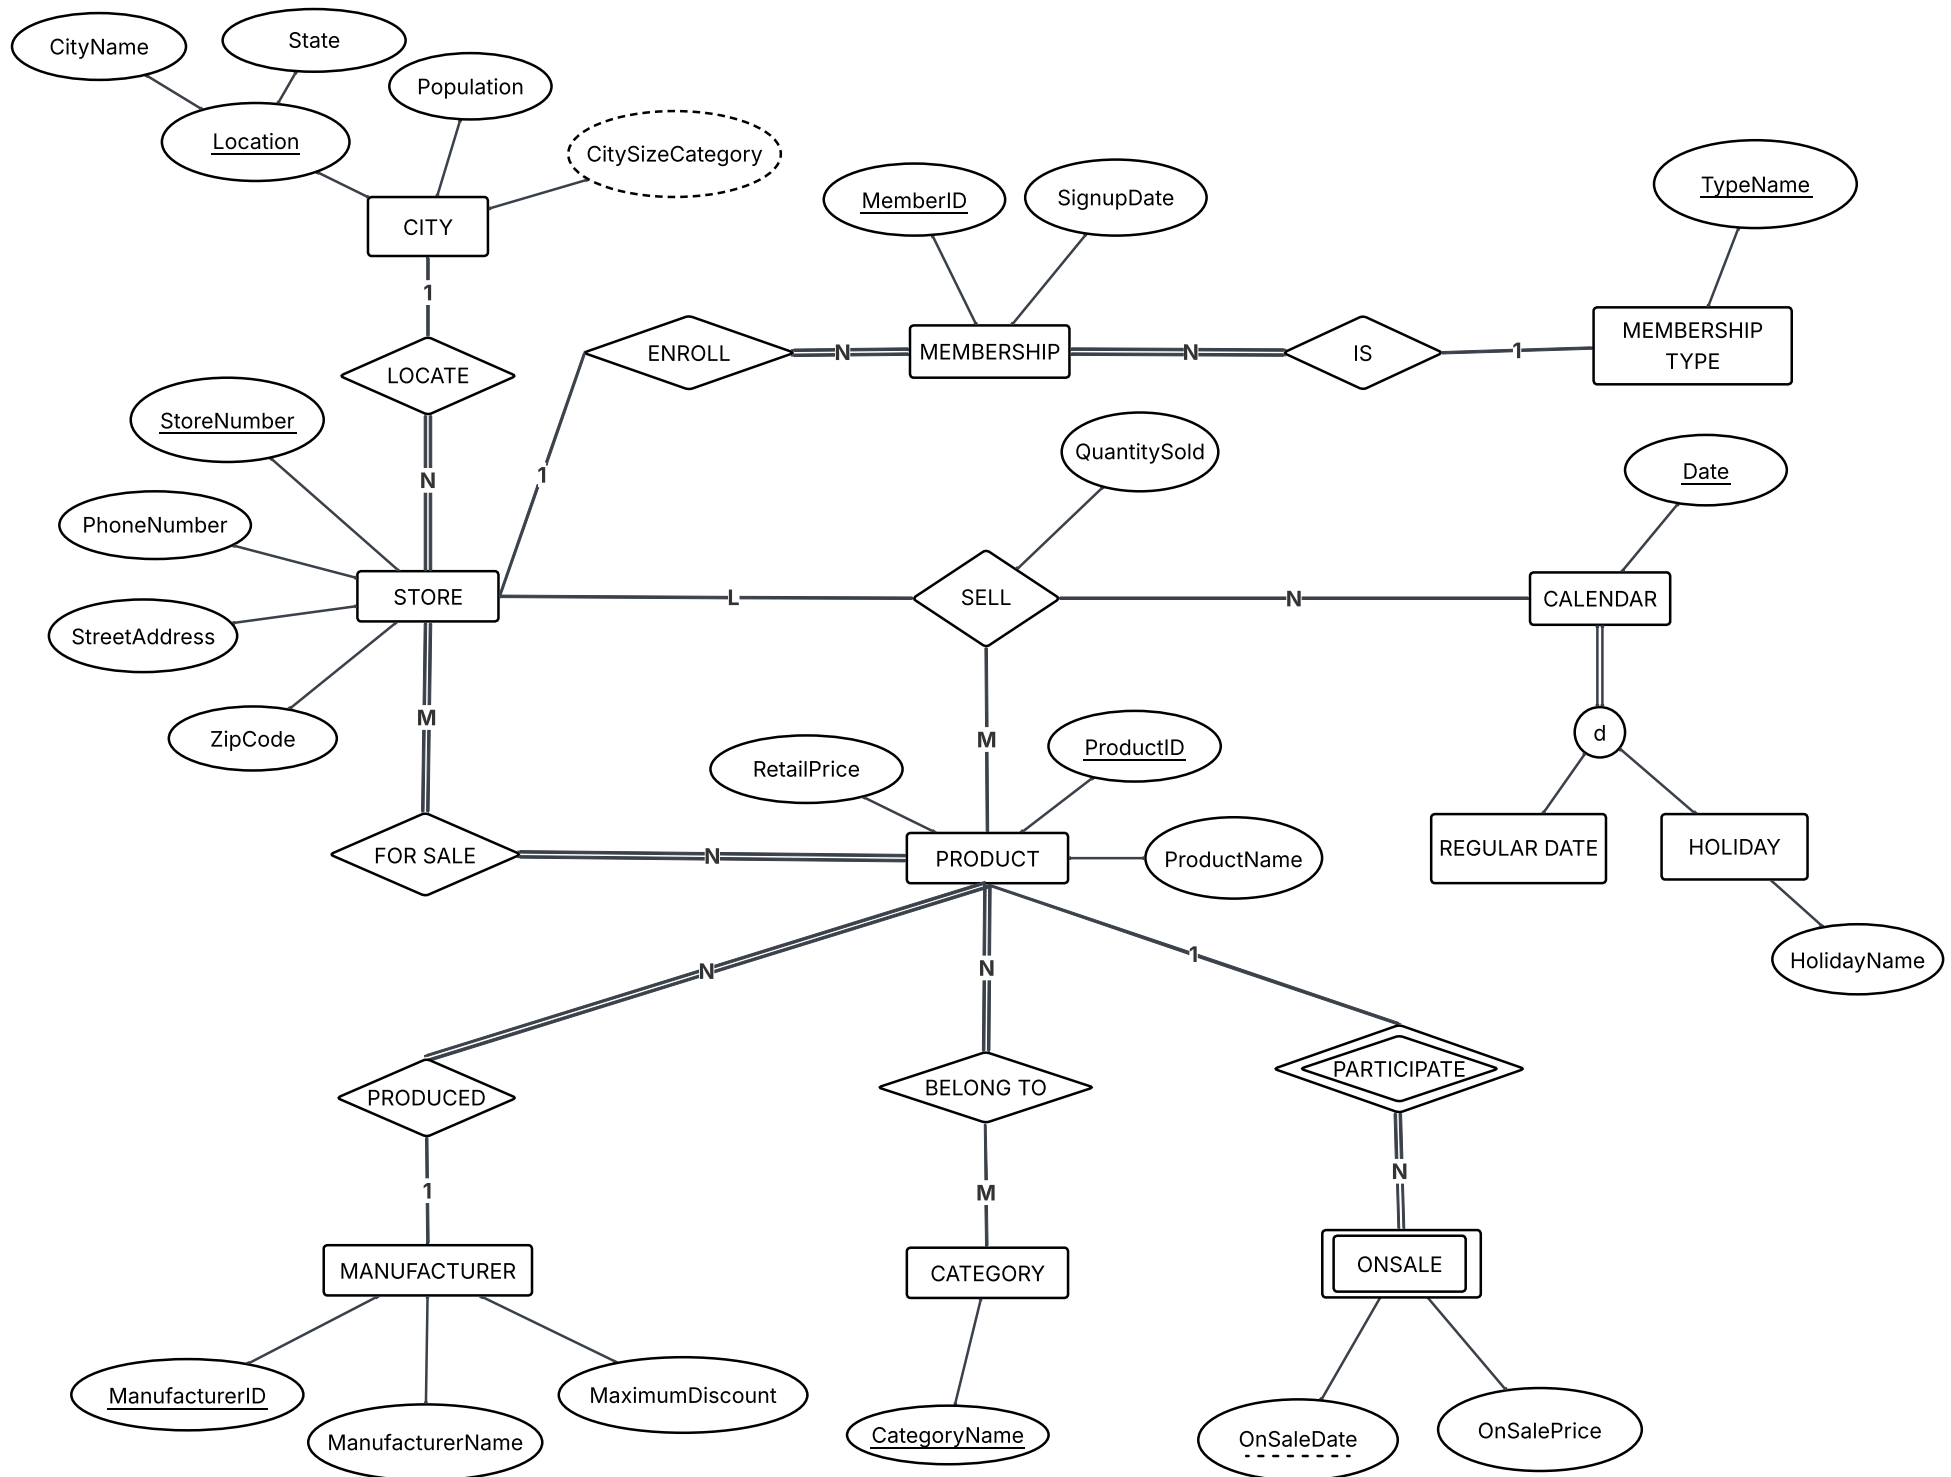 CityName
State
Population
Location
CitySizeCategory
CITY
MemberID
SignupDate
TypeName
1
LOCATE
ENROLL
N
MEMBERSHIP
N
IS
1
MEMBERSHIP
TYPE
StoreNumber
N
1
QuantitySold
Date
PhoneNumber
STORE
L
SELL
N
CALENDAR
StreetAddress
ZipCode
M
M
d
RetailPrice
ProductID
FOR SALE
N
PRODUCT
ProductName
REGULAR DATE
HOLIDAY
HolidayName
N
N
1
PRODUCED
BELONG TO
PARTICIPATE
1
M
N
MANUFACTURER
CATEGORY
ONSALE
ManufacturerID
ManufacturerName
MaximumDiscount
CategoryName
OnSaleDate
OnSalePrice